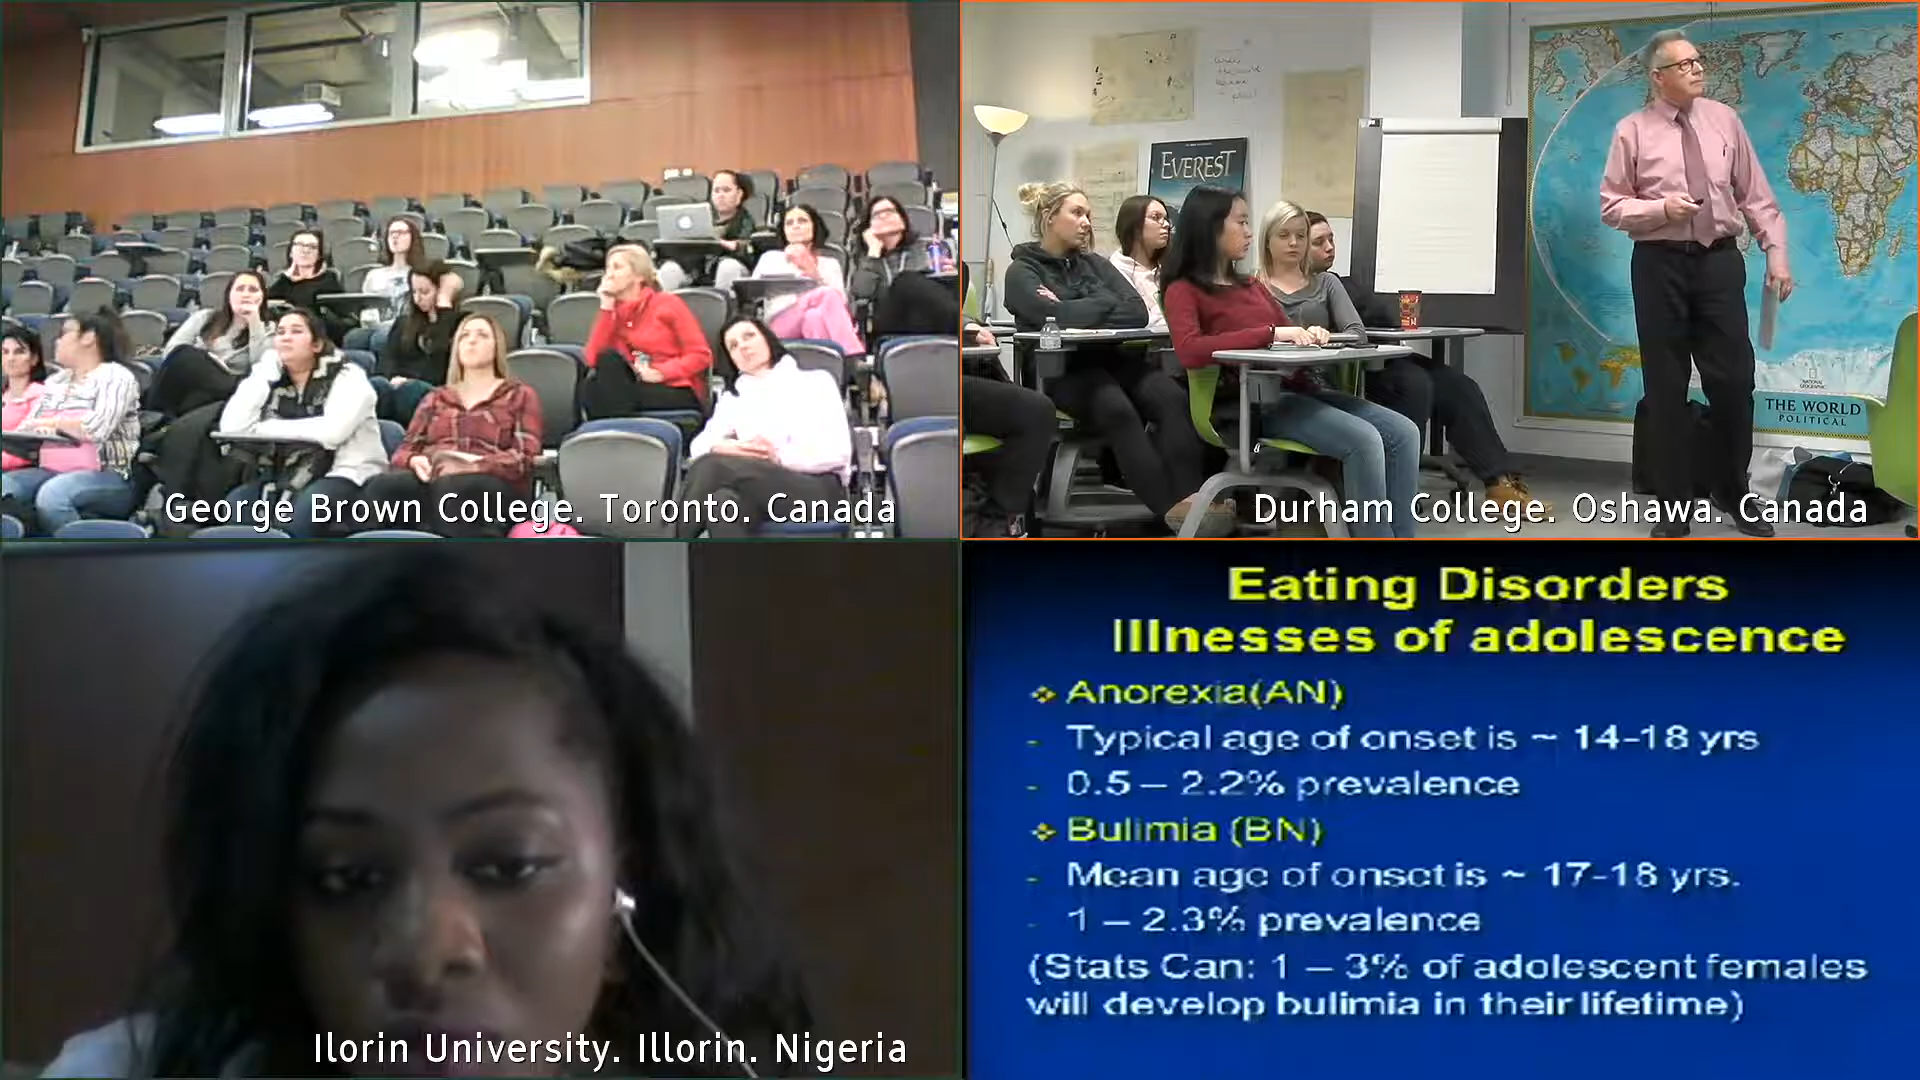 EVEREST
NATIONAL
GEOGRAPHIC
THE WORLD
POLITICAL
George Brown College. Toronto. Canada
Durham College. Oshawa. Canada
Ilorin University. Illorin. Nigeria
Eating Disorders
Illnesses of adolescence
❖ Anorexia(AN)
- Typical age of onset is ~ 14-18 yrs
- 0.5 – 2.2% prevalence
❖ Bulimia (BN)
- Mean age of onset is ~ 17-18 yrs.
- 1 – 2.3% prevalence
(Stats Can: 1 – 3% of adolescent females
will develop bulimia in their lifetime)